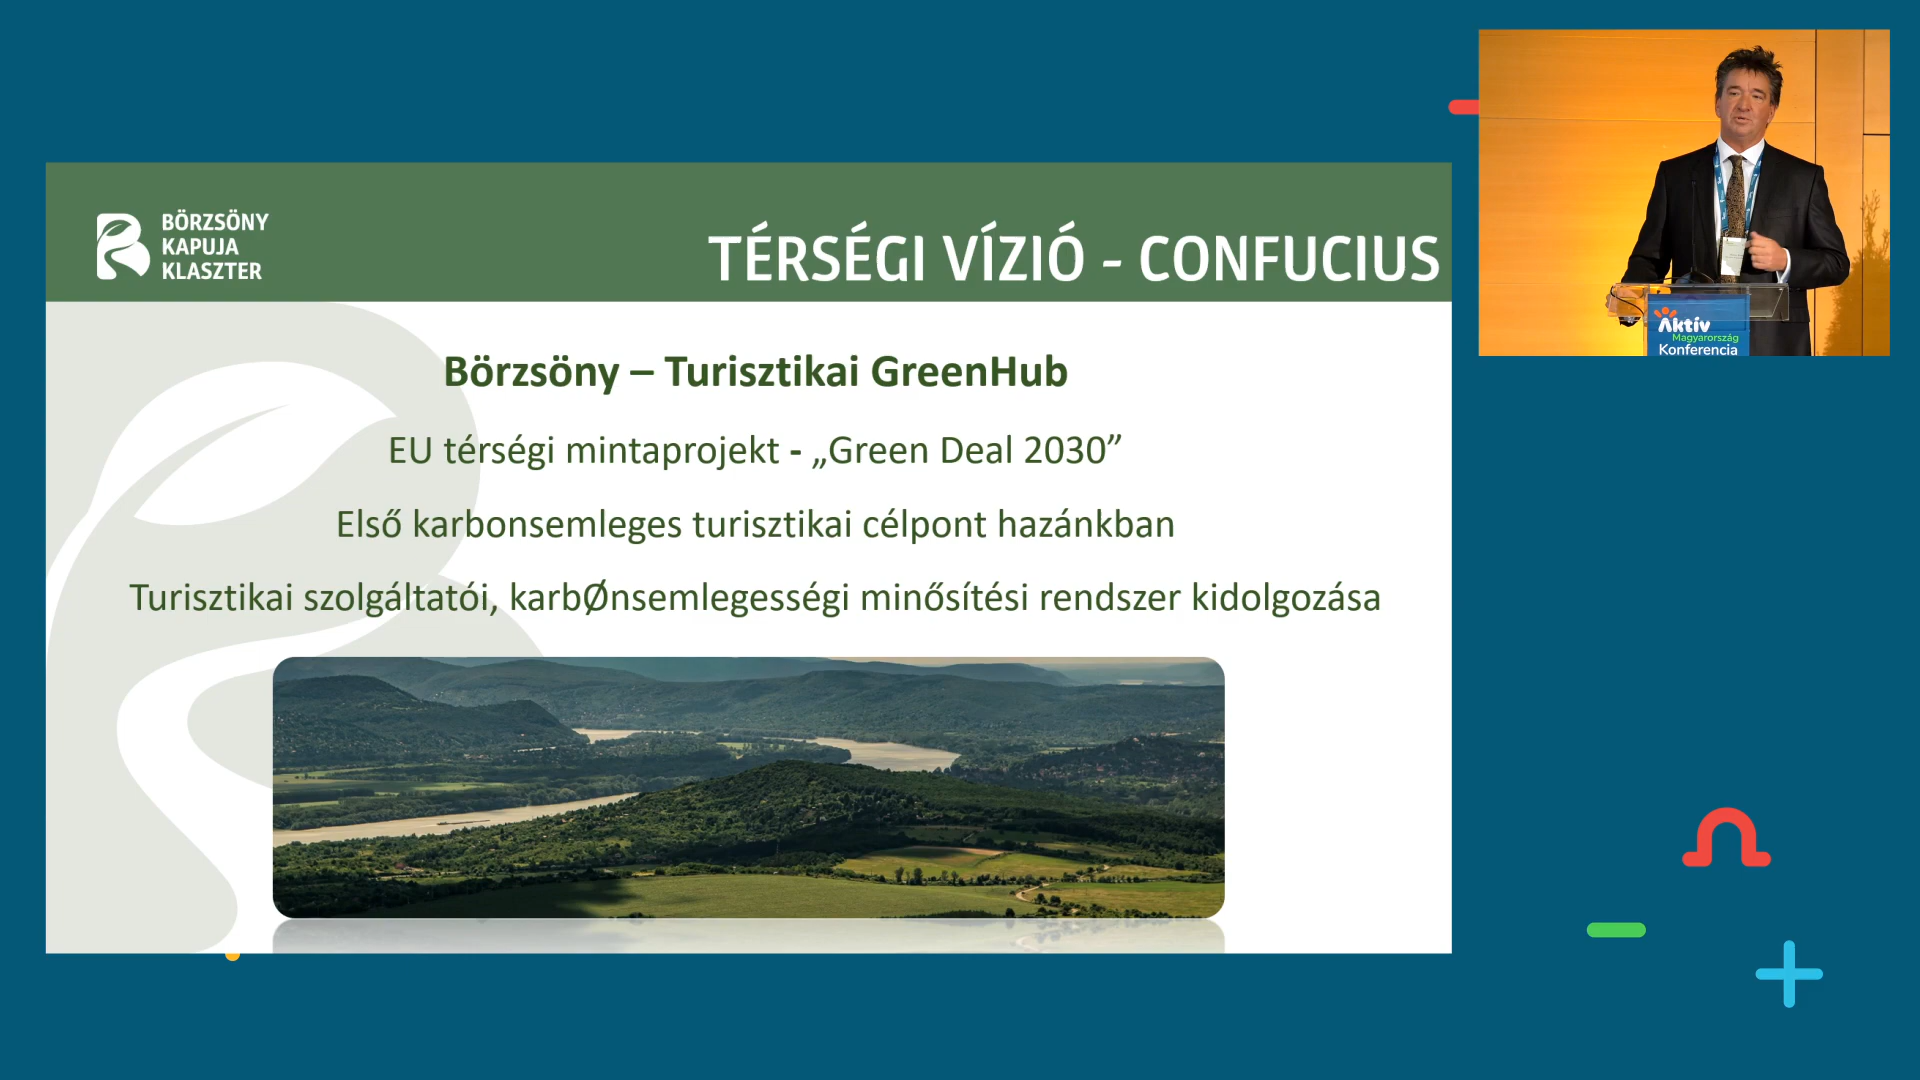 BÖRZSÖNY
KAPUJA
KLASZTER
TÉRSÉGI VÍZIÓ - CONFUCIUS
Börzsöny – Turisztikai GreenHub
EU térségi mintaprojekt - „Green Deal 2030”
Első karbonsemleges turisztikai célpont hazánkban
Turisztikai szolgáltatói, karbØnsemlegességi minősítési rendszer kidolgozása
Aktív
Magyarország
Konferencia